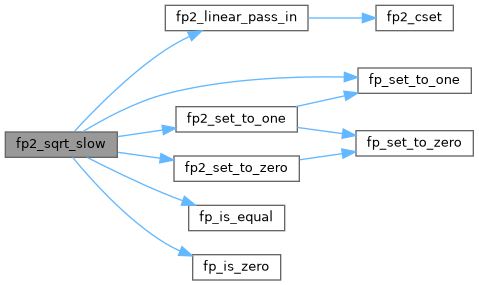 fp2_sqrt_slow
fp2_linear_pass_in
fp2_cset
fp_set_to_one
fp2_set_to_one
fp_set_to_zero
fp2_set_to_zero
fp_is_equal
fp_is_zero